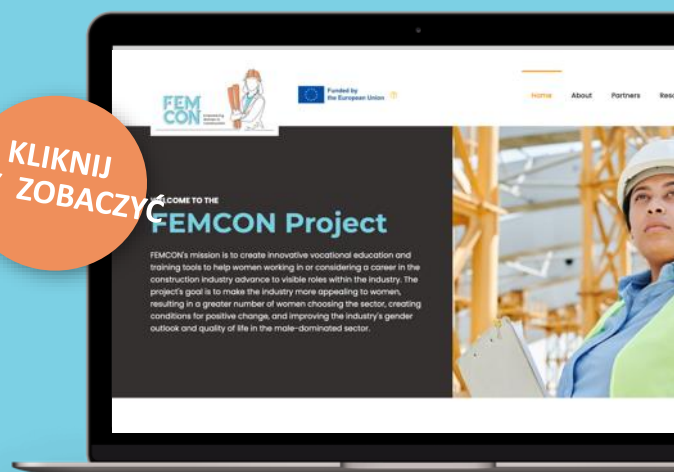 FEM
CON
Funded by
the European Union
Home About Partners
KLIKNIJ
ZOBACZYĆ
WELCOME TO THE
FEMCON Project
FEMCON's mission is to create innovative vocational education and
training tools to help women working in or considering a career in the
construction industry advance to visible roles within the industry. The
project's goal is to make the industry more appealing to women,
resulting in a greater number of women choosing the sector, creating
conditions for positive change, and improving the industry's gender
outlook and quality of life in the male-dominated sector.